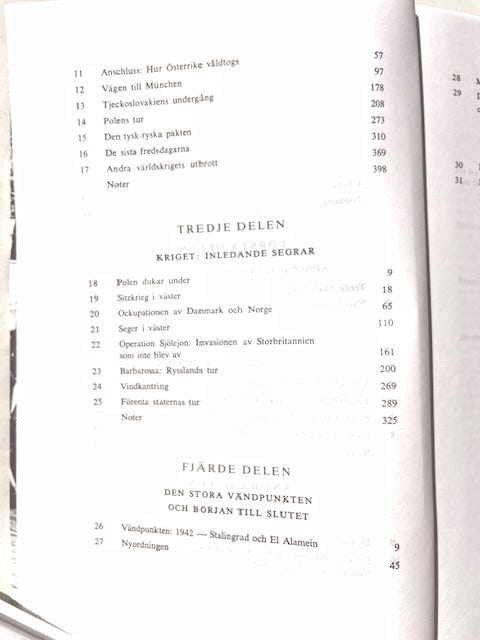 11 Anschluss: Hur Österrike våldtogs 57
12 Vägen till München 97
13 Tjeckoslovakiens undergång 178
14 Polens tur 208
15 Den tysk-ryska pakten 273
16 De sista fredsdagarna 310
17 Andra världskrigets utbrott 369
Noter 398
TREDJE DELEN
KRIGET: INLEDANDE SEGRAR
18 Polen dukar under 9
19 Sitzkrieg i väster 18
20 Ockupationen av Danmark och Norge 65
21 Seger i väster 110
22 Operation Sjölejon: Invasionen av Storbritannien
som inte blev av 161
23 Barbarossa: Rysslands tur 200
24 Vindkantring 269
25 Förenta staternas tur 289
Noter 325
FJÄRDE DELEN
DEN STORA VÄNDPUNKTEN
OCH BÖRJAN TILL SLUTET
26 Vändpunkten: 1942 — Stalingrad och El Alamein 9
27 Nyordningen 45
28
29
30
31